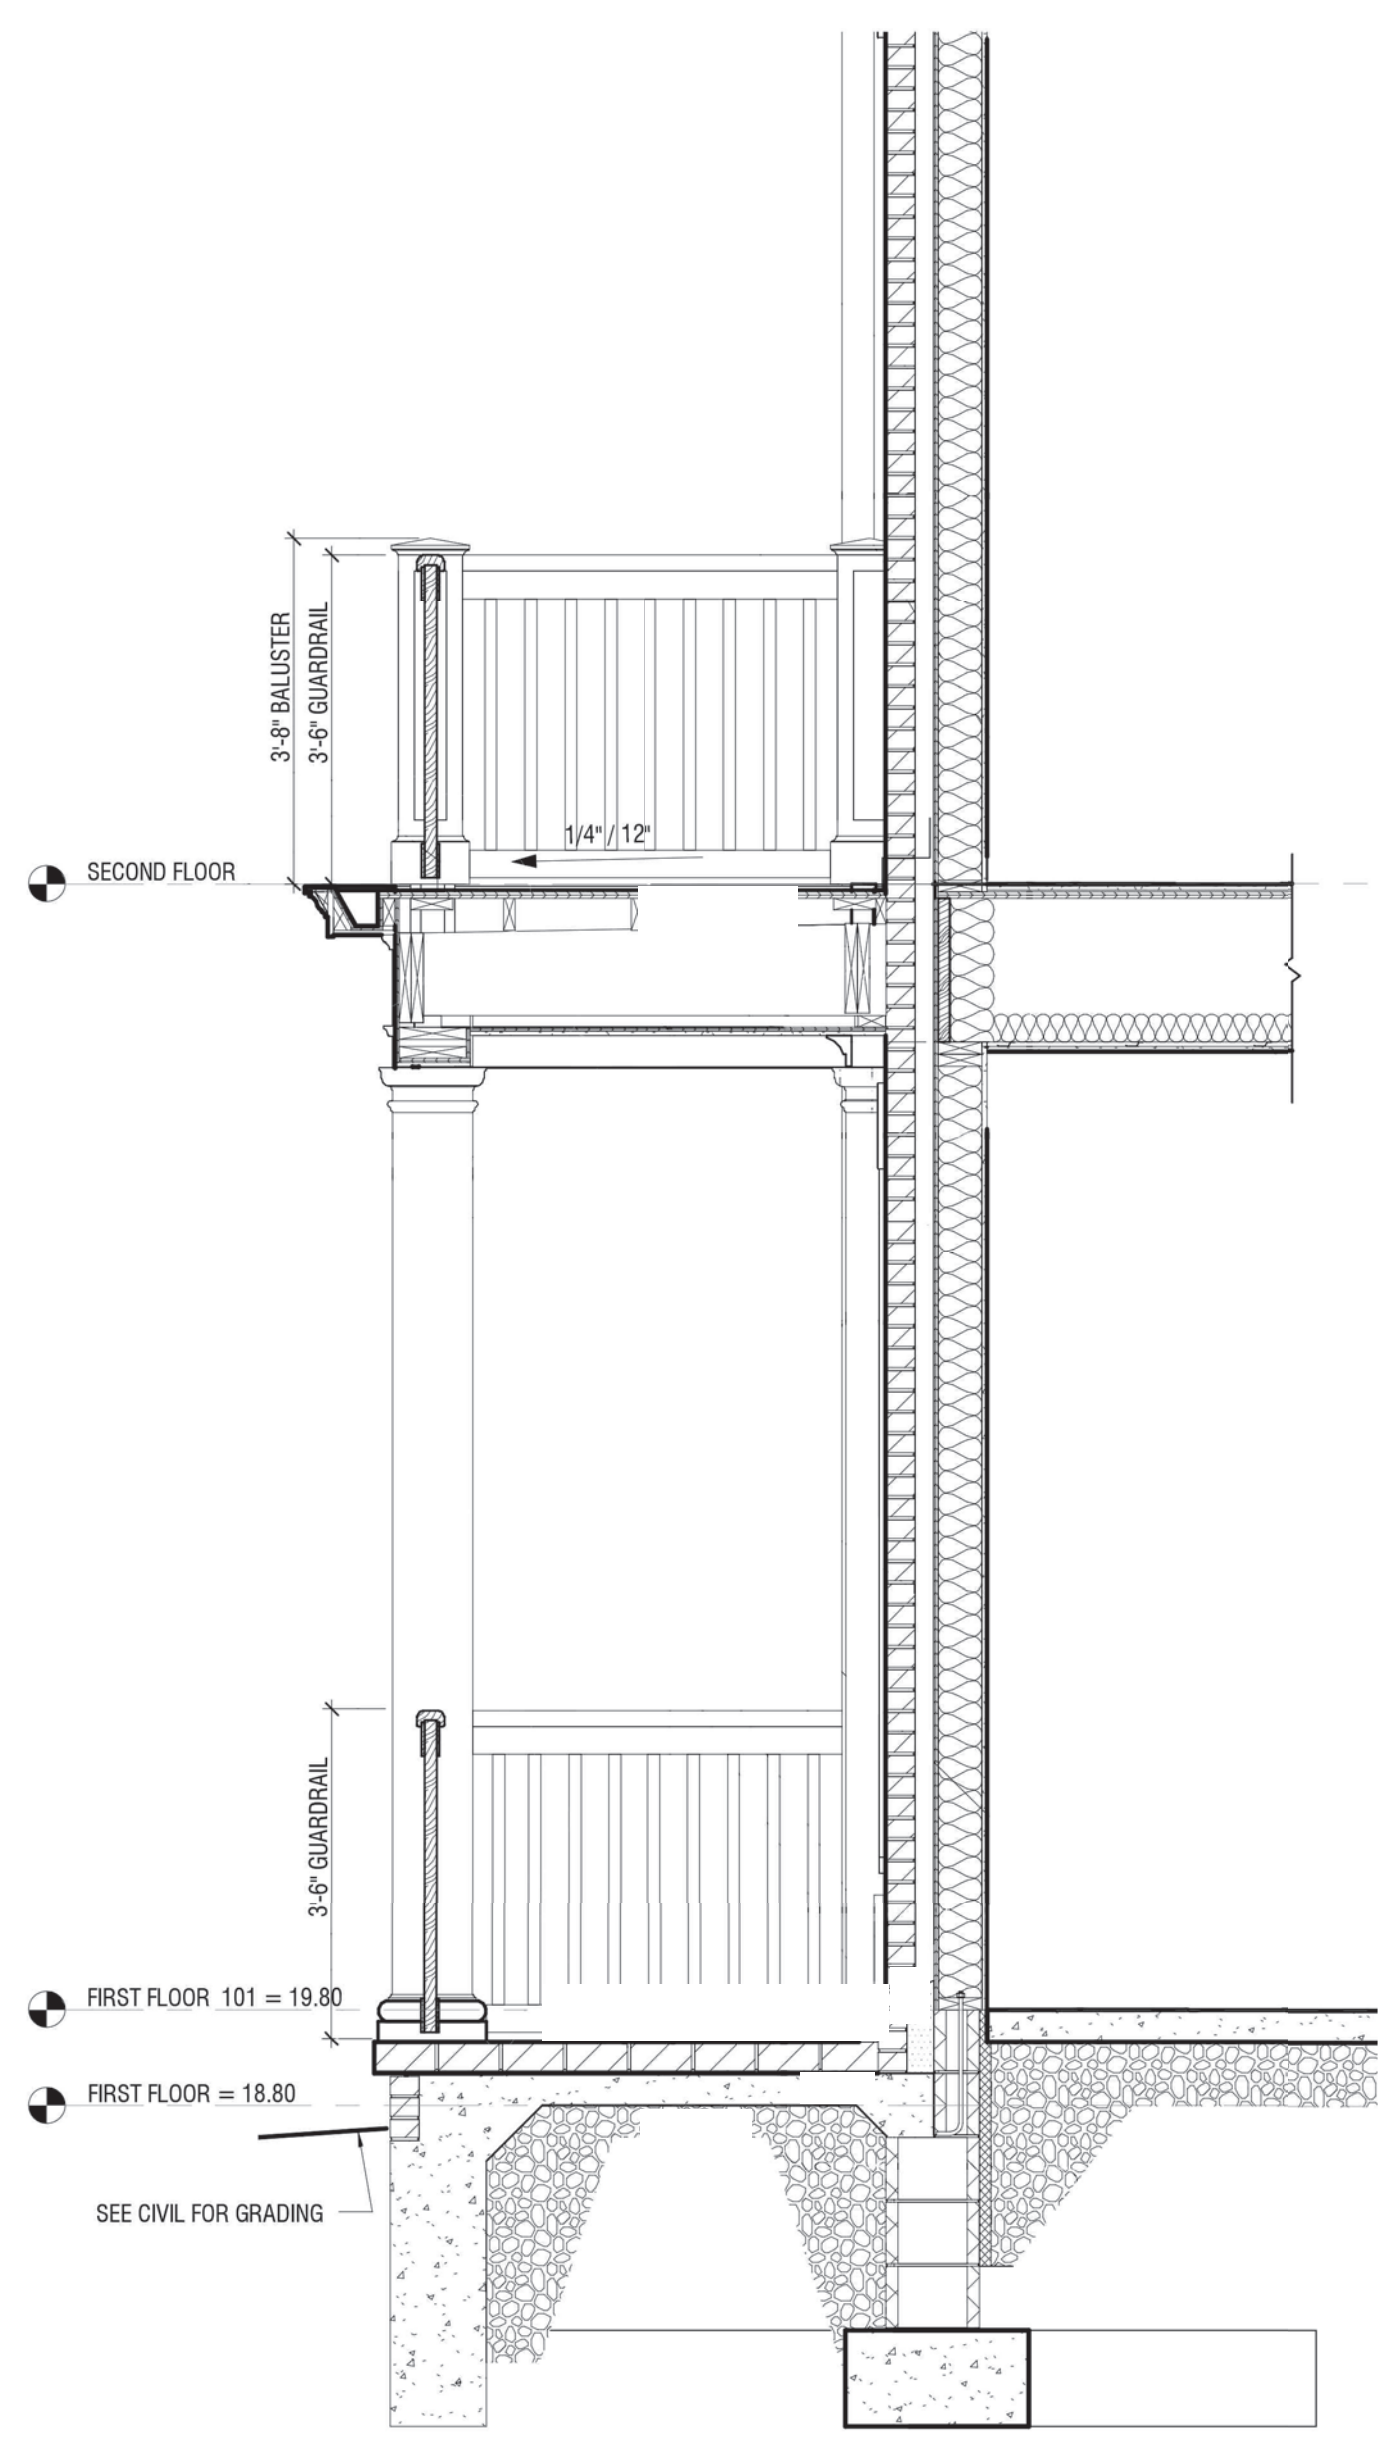 3'-8" BALUSTER
3'-6" GUARDRAIL
1/4" / 12"
SECOND FLOOR
3'-6" GUARDRAIL
FIRST FLOOR 101 = 19.80
FIRST FLOOR = 18.80
SEE CIVIL FOR GRADING